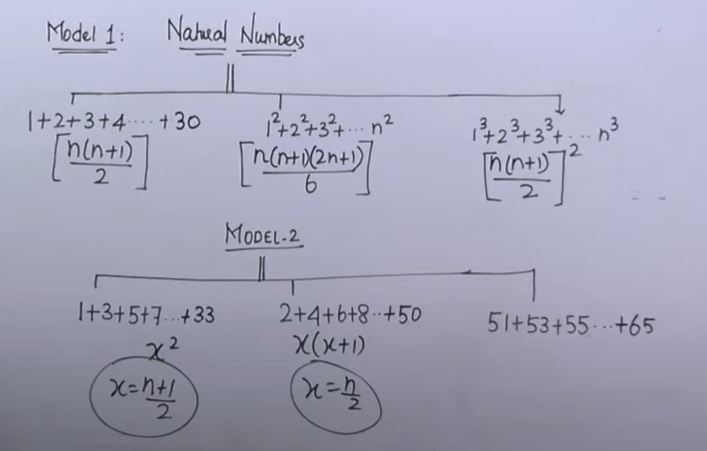 Model 1: Natural Numbers
1+2+3+4....+30
[n(n+1)/2]
1²+2²+3²+... n²
[n(n+1)(2n+1)/6]
1³+2³+3³+... n³
[n(n+1)/2]²
MODEL-2
1+3+5+7...+33
x²
x=n+1/2
2+4+6+8..+50
x(x+1)
x=n/2
51+53+55...+65